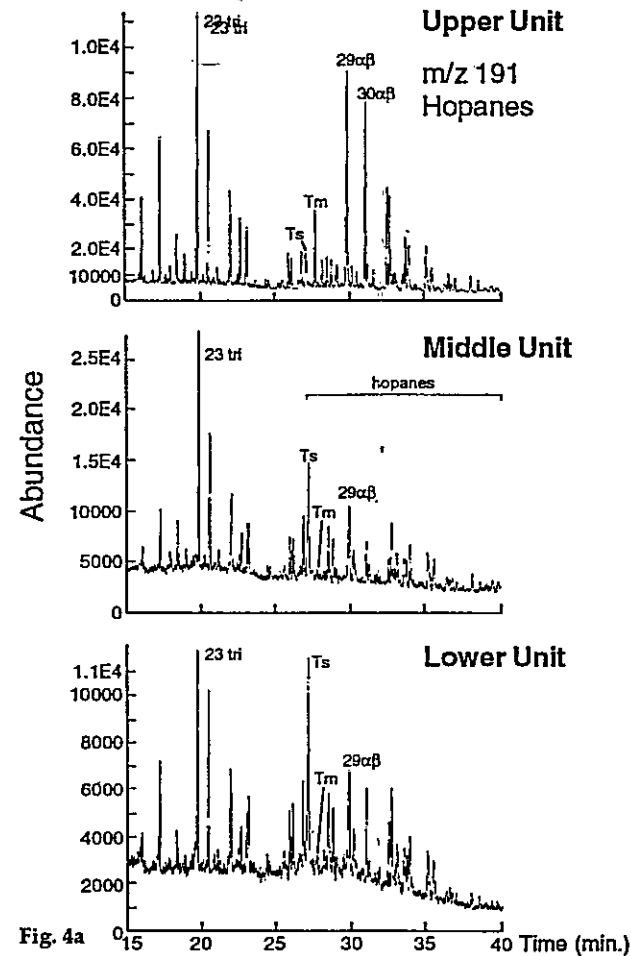 Upper Unit
m/z 191
Hopanes
22 tri
23 tri
29αβ
30αβ
Ts
Tm
1.0E4
8.0E4
6.0E4
4.0E4
2.0E4
10000
0
Middle Unit
23 tri
hopanes
Ts
Tm
29αβ
2.5E4
2.0E4
1.5E4
10000
5000
0
Abundance
Lower Unit
23 tri
Ts
Tm
29αβ
1.1E4
10000
8000
6000
4000
2000
0
Fig. 4a
15 20 25 30 35 40 Time (min.)